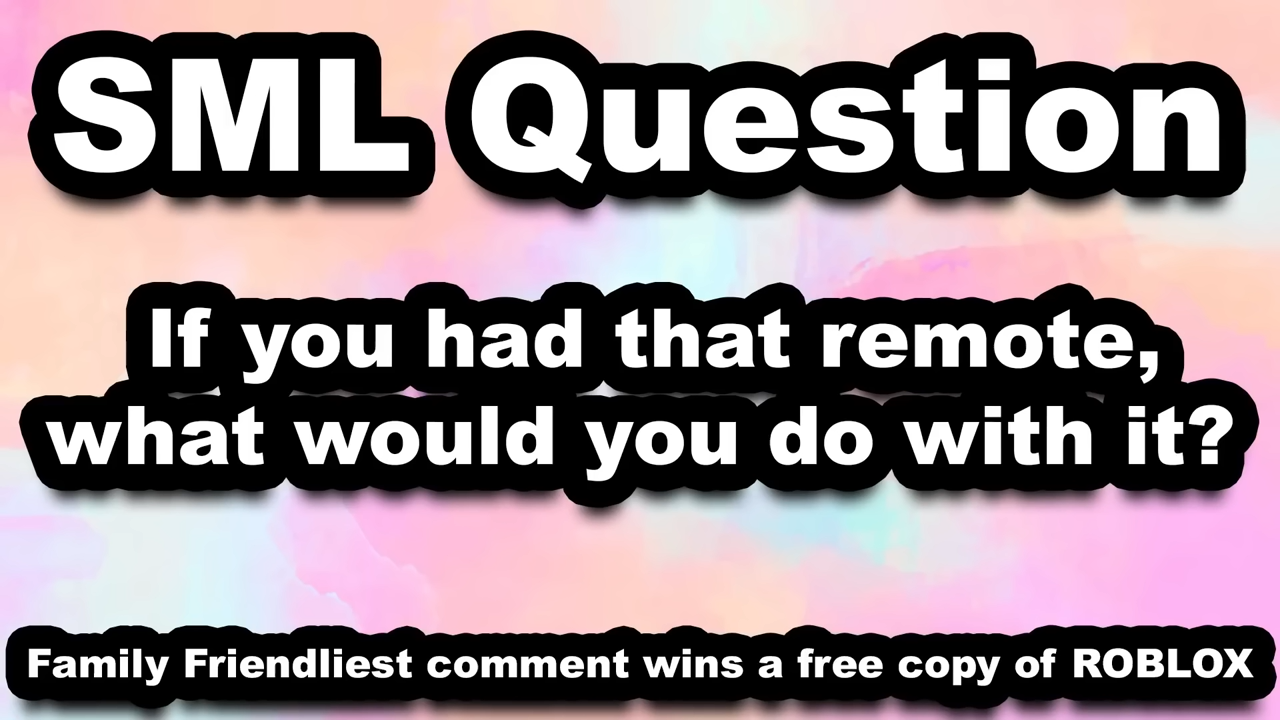 SML Question
If you had that remote,
what would you do with it?
Family Friendliest comment wins a free copy of ROBLOX